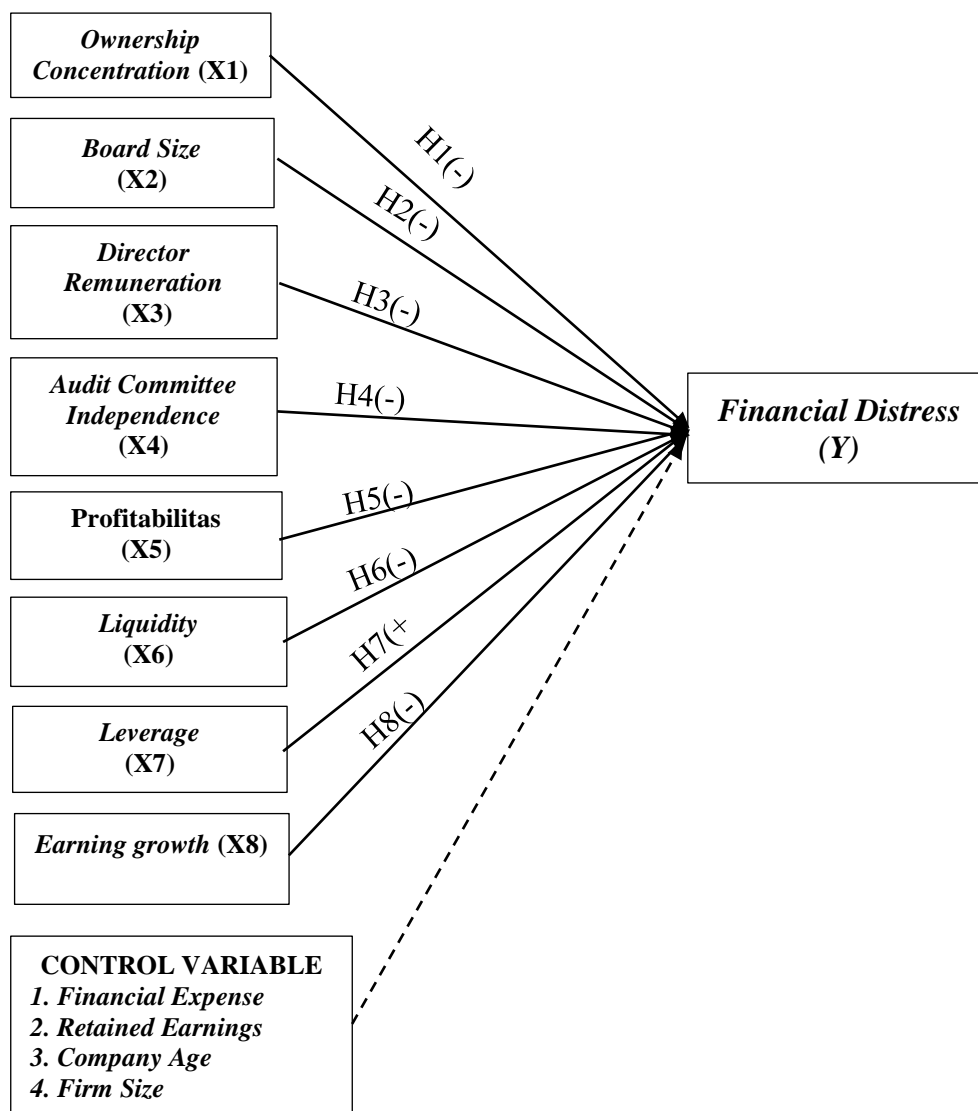 Ownership
Concentration (X1)
H1(-)
Board Size
(X2)
H2(-)
Director
Remuneration
(X3)
H3(-)
Audit Committee
Independence
(X4)
H4(-)
Financial Distress
(Y)
Profitabilitas
(X5)
H5(-)
Liquidity
(X6)
H6(-)
Leverage
(X7)
H7(+
Earning growth (X8)
H8(-)
CONTROL VARIABLE
1. Financial Expense
2. Retained Earnings
3. Company Age
4. Firm Size